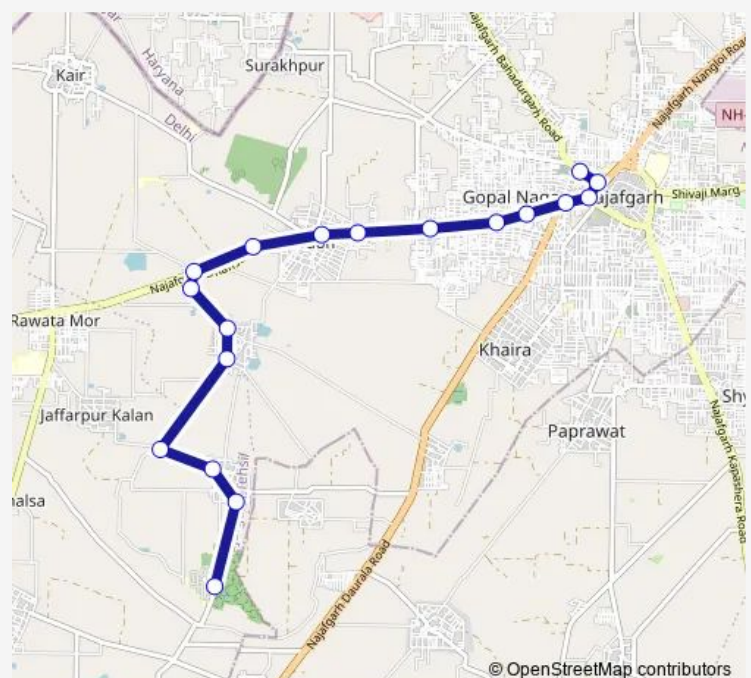 Surakhpur
Kair
Haryana
Delhi
Najafgarh Bahadurgarh Road
Najafgarh Nangloi Road
NH-
Gopal Naga
ajafgarh
Shivaji Marg
Rawata Mor
Khaira
Jaffarpur Kalan
Paprawat
Shy
Najafgarh Kapashera Road
alsa
Tehsil
Najafgarh Daurala Road
© OpenStreetMap contributors